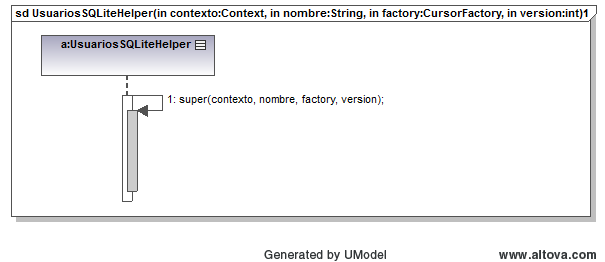 sd UsuariosSQLiteHelper(in contexto:Context, in nombre:String, in factory:CursorFactory, in version:int)1
a:UsuariosSQLiteHelper
1: super(contexto, nombre, factory, version);
Generated by UModel
www.altova.com